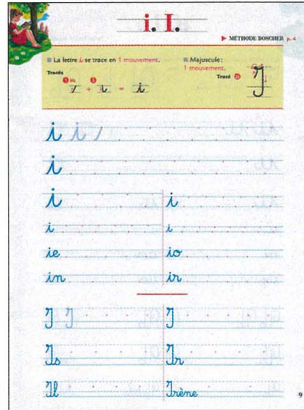 i. I.
MÉTHODE BOSCHER p. 4
La lettre i se trace en 1 mouvement.
Majuscule :
1 mouvement.
Tracés
Tracé
+ = i
I
i i
i
i i
i i
ie io
in ir
I I I
Is Ir
Il Irène
9